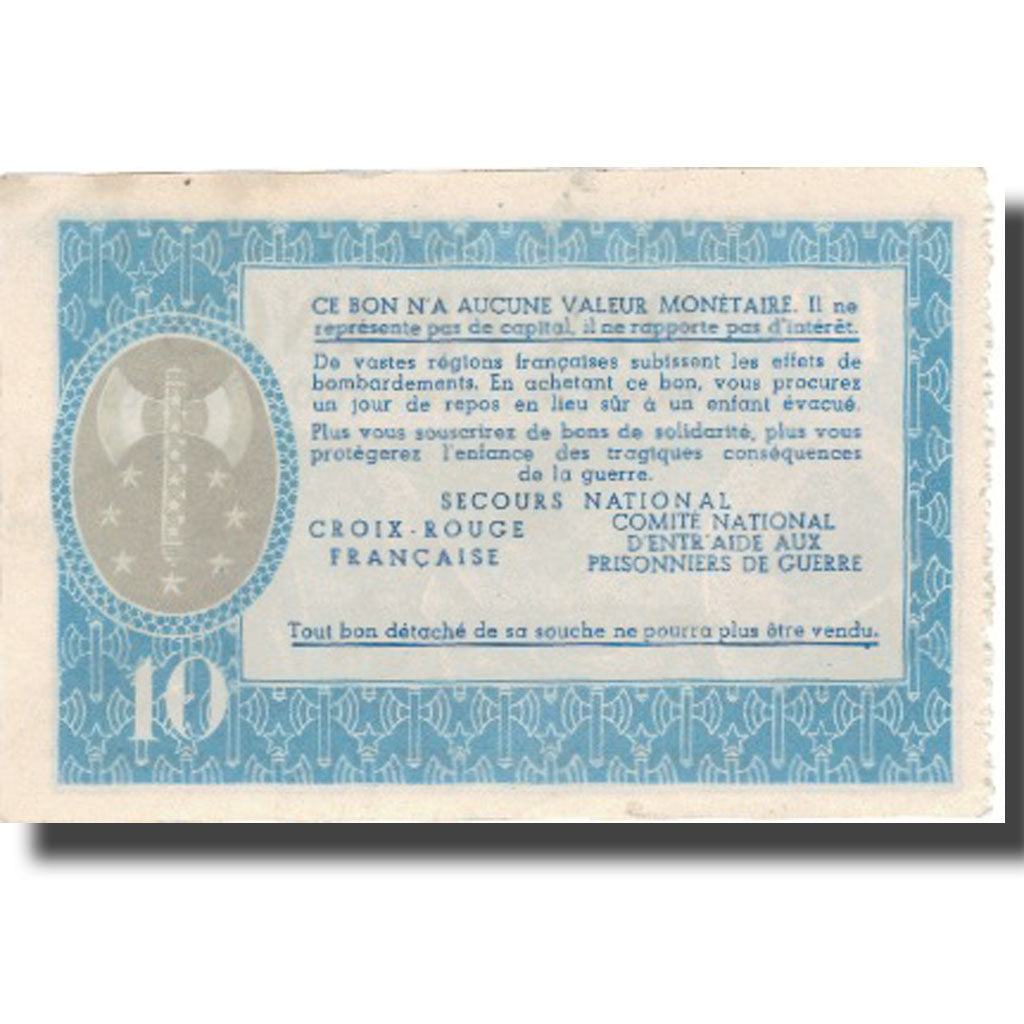 CE BON N'A AUCUNE VALEUR MONÉTAIRE. Il ne
représente pas de capital, il ne rapporte pas d'intérêt.
De vastes régions françaises subissent les effets de
bombardements. En achetant ce bon, vous procurez
un jour de repos en lieu sûr à un enfant évacué.
Plus vous souscrirez de bons de solidarité, plus vous
protégerez l'enfance des tragiques conséquences
de la guerre.
SECOURS NATIONAL
CROIX-ROUGE
FRANÇAISE
COMITÉ NATIONAL
D'ENTR'AIDE AUX
PRISONNIERS DE GUERRE
Tout bon détaché de sa souche ne pourra plus être vendu.
10